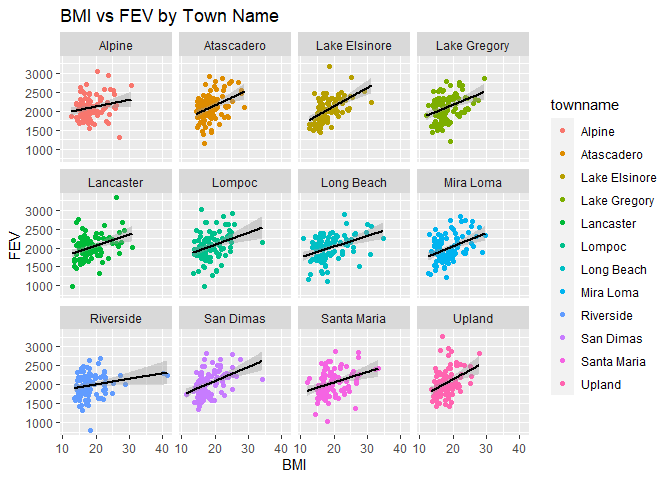 BMI vs FEV by Town Name
Alpine Atascadero Lake Elsinore Lake Gregory
3000
2500
2000
1500
1000
Lancaster Lompoc Long Beach Mira Loma
3000
2500
2000
1500
1000
Riverside San Dimas Santa Maria Upland
3000
2500
2000
1500
1000
10 20 30 40 10 20 30 40 10 20 30 40 10 20 30 40
BMI
FEV
townname
Alpine
Atascadero
Lake Elsinore
Lake Gregory
Lancaster
Lompoc
Long Beach
Mira Loma
Riverside
San Dimas
Santa Maria
Upland